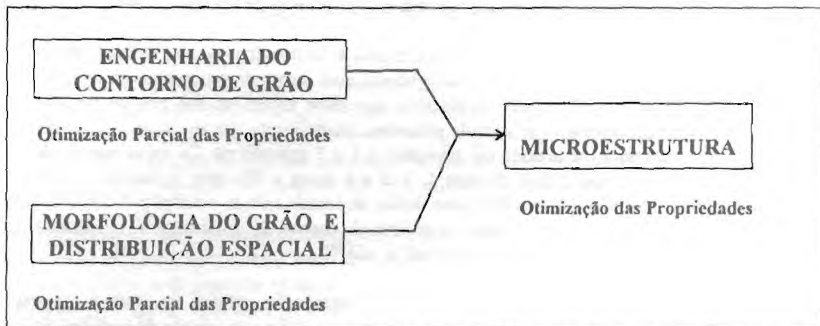 ENGENHARIA DO
CONTORNO DE GRÃO
Otimização Parcial das Propriedades
MICROESTRUTURA
Otimização das Propriedades
MORFOLOGIA DO GRÃO E
DISTRIBUIÇÃO ESPACIAL
Otimização Parcial das Propriedades